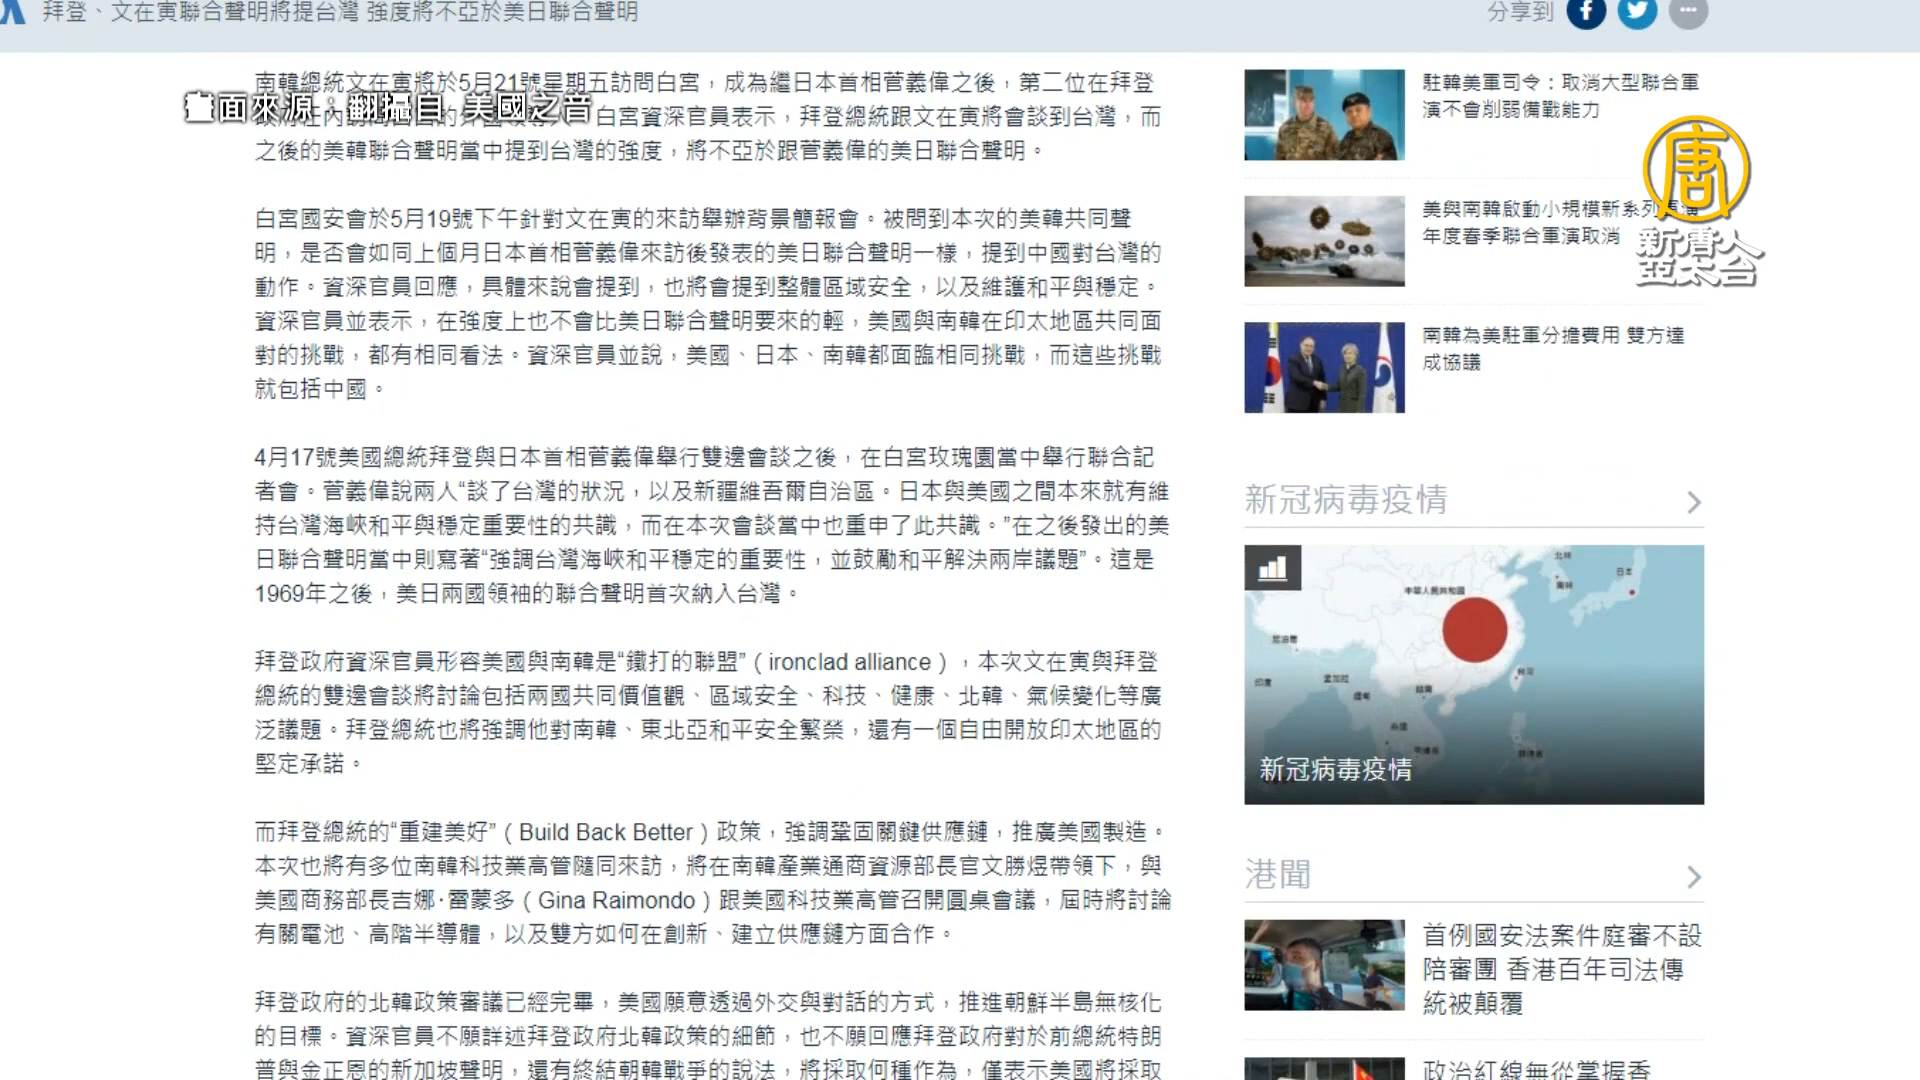 拜登、文在寅聯合聲明將提台灣 強度將不亞於美日聯合聲明
分享到
南韓總統文在寅將於5月21號星期五訪問白宮，成為繼日本首相菅義偉之後，第二位在拜登
畫面來源：翻攝自 美國之音
白宮資深官員表示，拜登總統跟文在寅將會談到台灣，而
之後的美韓聯合聲明當中提到台灣的強度，將不亞於跟菅義偉的美日聯合聲明。
白宮國安會於5月19號下午針對文在寅的來訪舉辦背景簡報會。被問到本次的美韓共同聲
明，是否會如同上個月日本首相菅義偉來訪後發表的美日聯合聲明一樣，提到中國對台灣的
動作。資深官員回應，具體來說會提到，也將會提到整體區域安全，以及維護和平與穩定。
資深官員並表示，在強度上也不會比美日聯合聲明要來的輕，美國與南韓在印太地區共同面
對的挑戰，都有相同看法。資深官員並說，美國、日本、南韓都面臨相同挑戰，而這些挑戰
就包括中國。
4月17號美國總統拜登與日本首相菅義偉舉行雙邊會談之後，在白宮玫瑰園當中舉行聯合記
者會。菅義偉說兩人“談了台灣的狀況，以及新疆維吾爾自治區。日本與美國之間本來就有維
持台灣海峽和平與穩定重要性的共識，而在本次會談當中也重申了此共識。”在之後發出的美
日聯合聲明當中則寫著“強調台灣海峽和平穩定的重要性，並鼓勵和平解決兩岸議題”。這是
1969年之後，美日兩國領袖的聯合聲明首次納入台灣。
拜登政府資深官員形容美國與南韓是“鐵打的聯盟”（ironclad alliance），本次文在寅與拜登
總統的雙邊會談將討論包括兩國共同價值觀、區域安全、科技、健康、北韓、氣候變化等廣
泛議題。拜登總統也將強調他對南韓、東北亞和平安全繁榮，還有一個自由開放印太地區的
堅定承諾。
而拜登總統的“重建美好”（Build Back Better）政策，強調鞏固關鍵供應鏈，推廣美國製造。
本次也將有多位南韓科技業高管隨同來訪，將在南韓產業通商資源部長官文勝煜帶領下，與
美國商務部長吉娜·雷蒙多（Gina Raimondo）跟美國科技業高管召開圓桌會議，屆時將討論
有關電池、高階半導體，以及雙方如何在創新、建立供應鏈方面合作。
拜登政府的北韓政策審議已經完畢，美國願意透過外交與對話的方式，推進朝鮮半島無核化
的目標。資深官員不願詳述拜登政府北韓政策的細節，也不願回應拜登政府對於前總統特朗
普與金正恩的新加坡聲明，還有終結朝韓戰爭的說法，將採取何種作為，僅表示美國將採取
駐韓美軍司令：取消大型聯合軍
演不會削弱備戰能力
美與南韓啟動小規模新系列軍演
年度春季聯合軍演取消
唐
新唐人
亞太台
南韓為美駐軍分擔費用 雙方達
成協議
新冠病毒疫情
中華人民共和國
北韓
南韓
日本
尼泊爾
印度
孟加拉
緬甸
越南
台灣
泰國
新冠病毒疫情
港聞
首例國安法案件庭審不設
陪審團 香港百年司法傳
統被顛覆
政治紅線無從掌握香